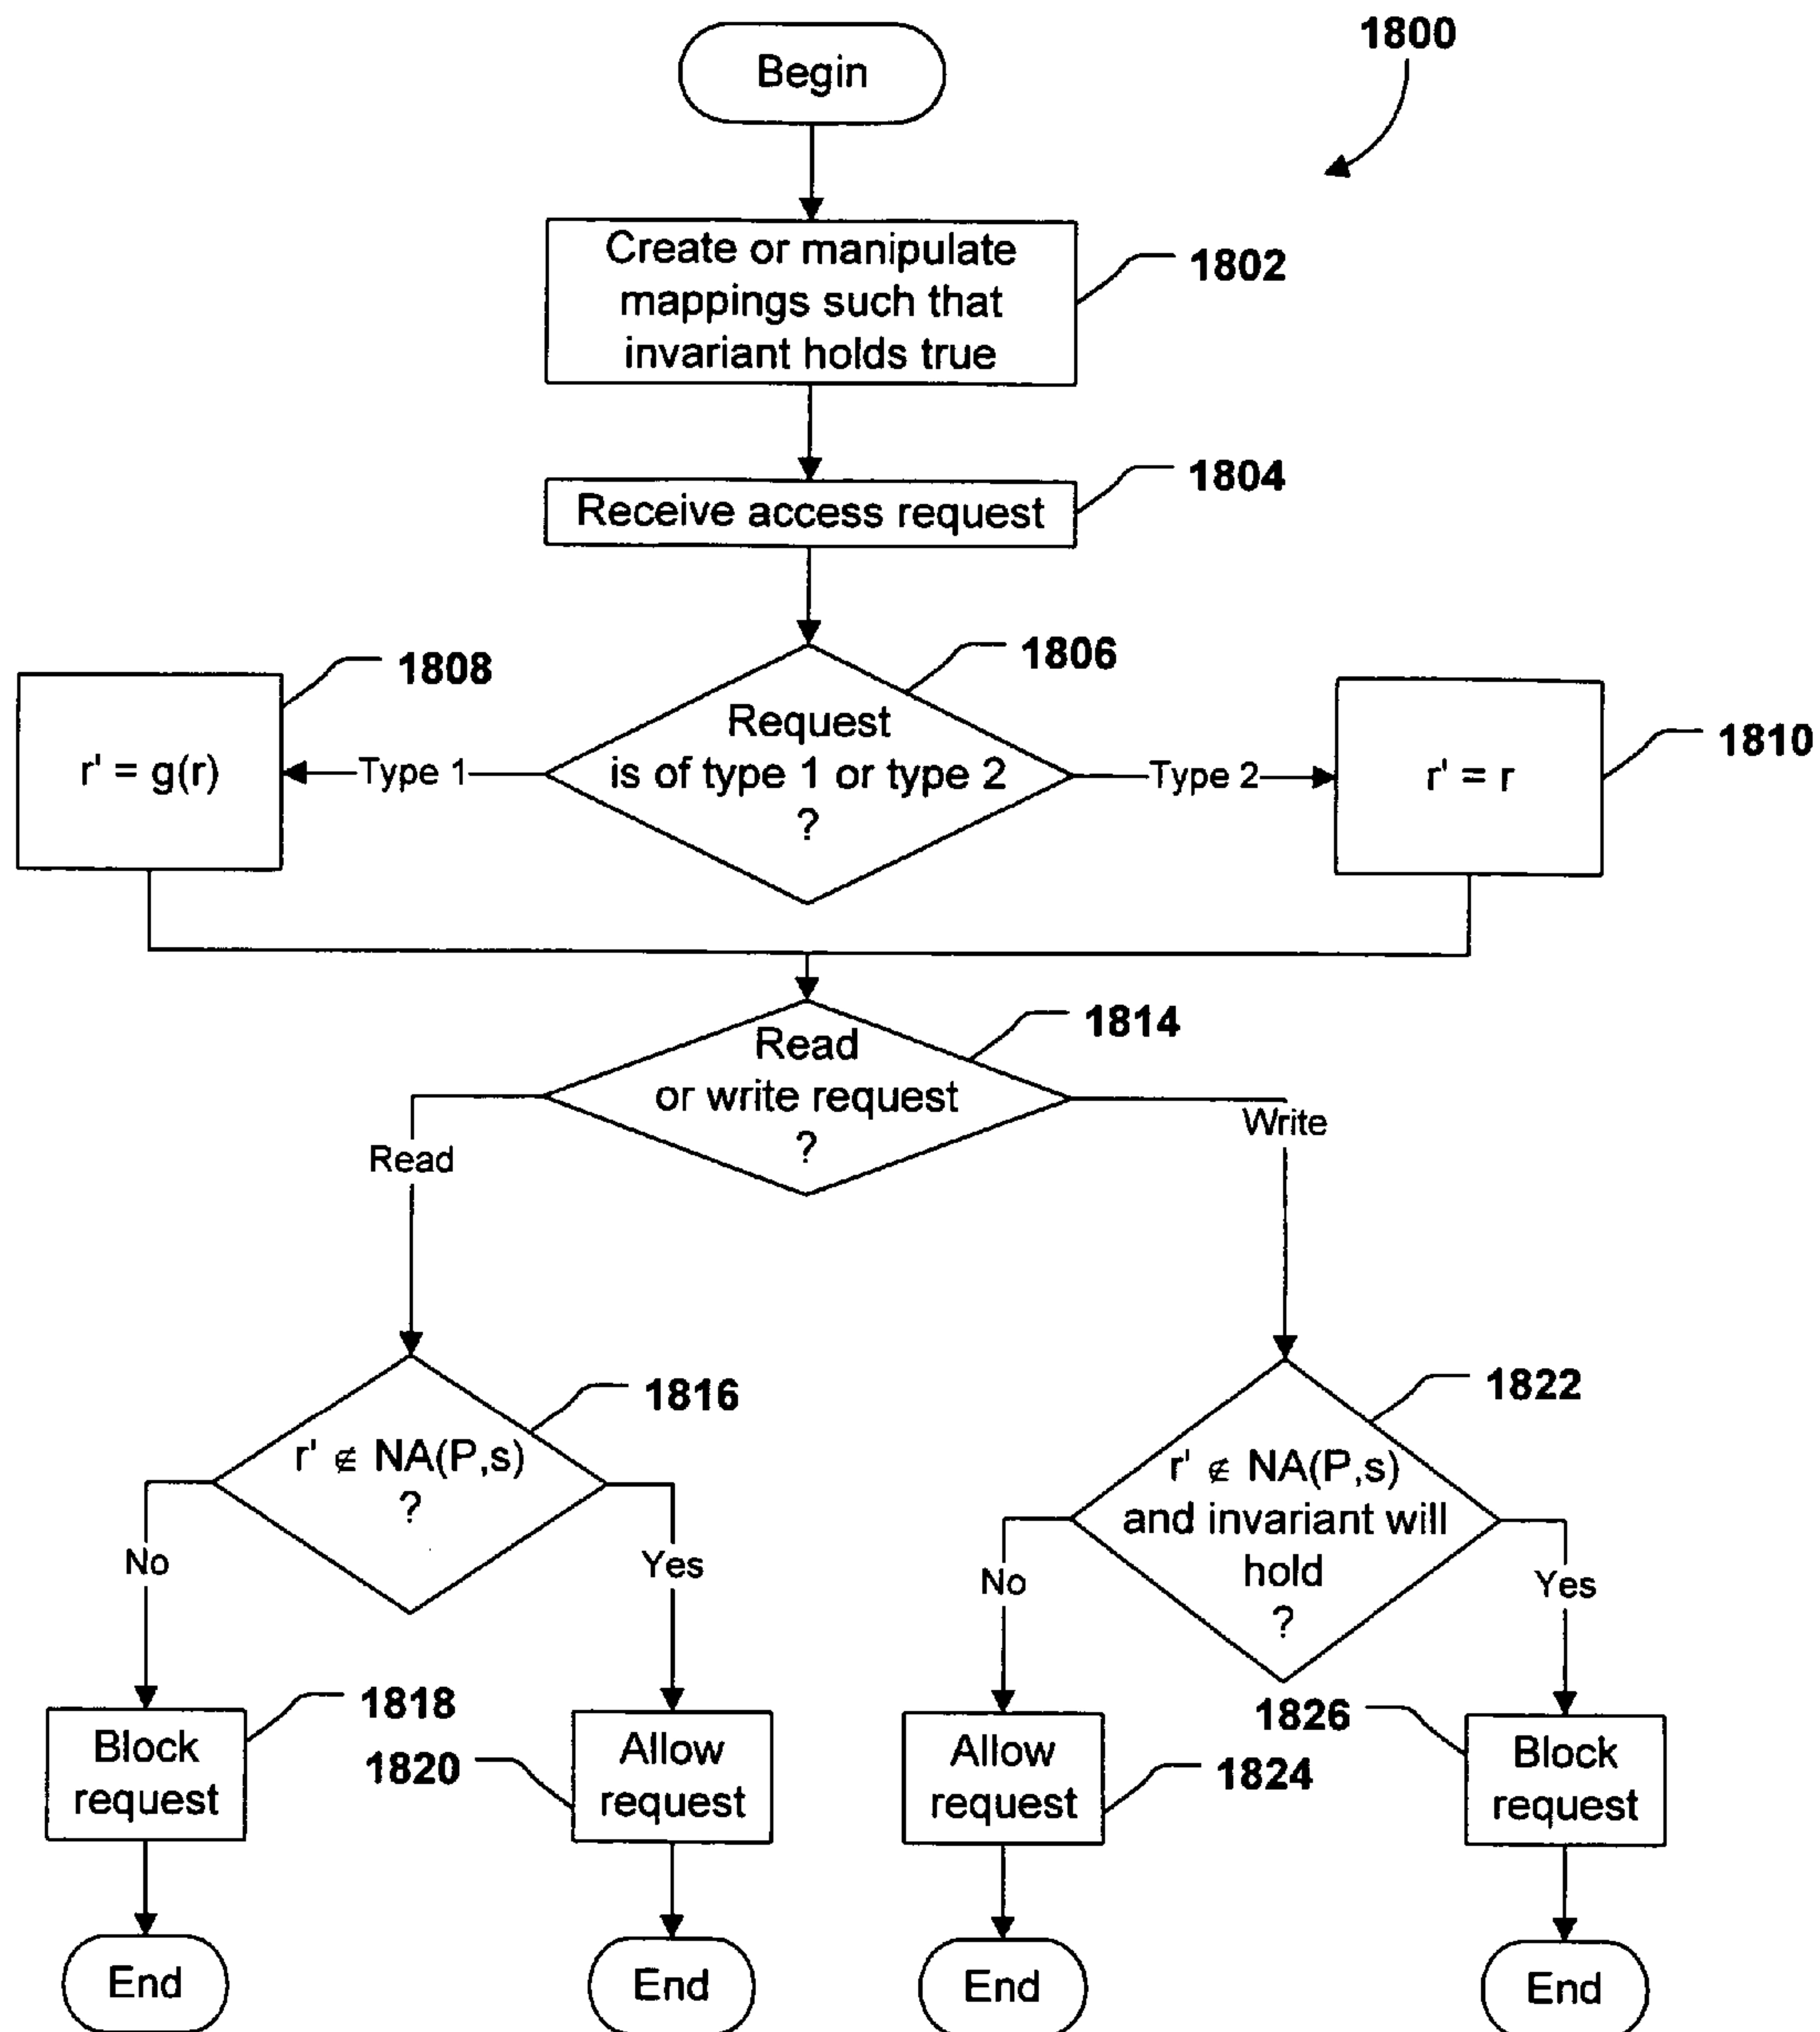 1800
Begin
Create or manipulate
mappings such that
invariant holds true
1802
Receive access request
1804
1806
Request
is of type 1 or type 2
?
1808
r' = g(r)
Type 1
Type 2
r' = r
1810
1814
Read
or write request
?
Read
Write
1816
r' ∉ NA(P,s)
?
No
Yes
1822
r' ∉ NA(P,s)
and invariant will
hold
?
No
Yes
Block
request
1818
1820
Allow
request
Allow
request
1824
1826
Block
request
End
End
End
End